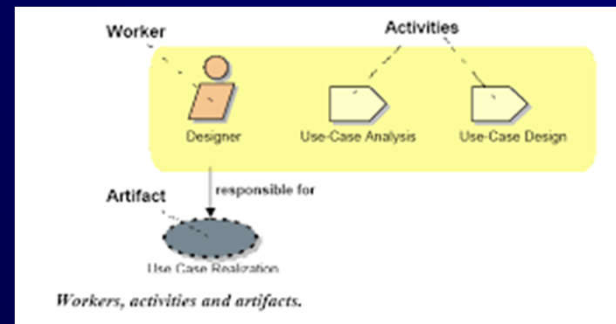 Worker
Activities
Designer
Use-Case Analysis
Use-Case Design
responsible for
Artifact
Use Case Realization
Workers, activities and artifacts.